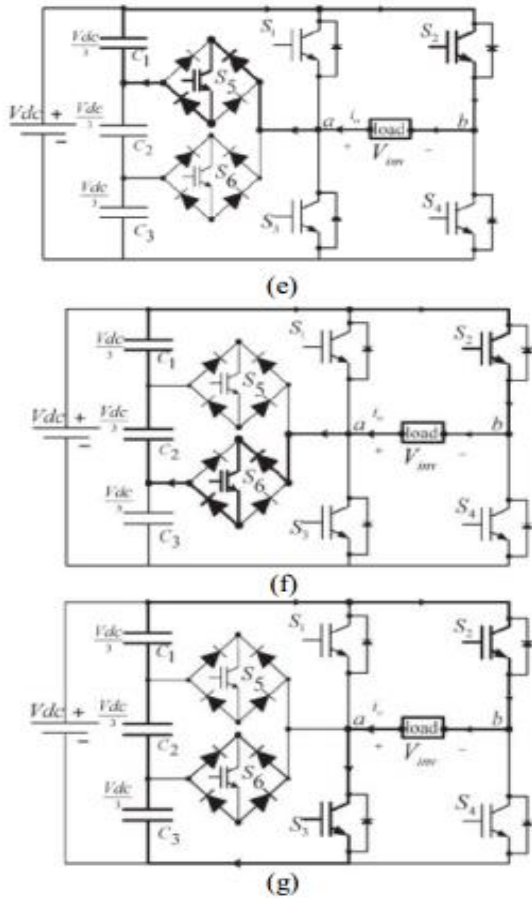 Vdc/3
C1
S1
S2
S5
Vdc +
−
Vdc/3
a
io
load
b
C2
S6
+ Vinv −
Vdc/3
C3
S3
S4
(e)
Vdc/3
C1
S1
S2
S5
Vdc +
−
Vdc/3
a
io
load
b
C2
S6
+ Vinv −
Vdc/3
C3
S3
S4
(f)
Vdc/3
C1
S1
S2
S5
Vdc +
−
Vdc/3
a
io
load
b
C2
S6
+ Vinv −
Vdc/3
C3
S3
S4
(g)